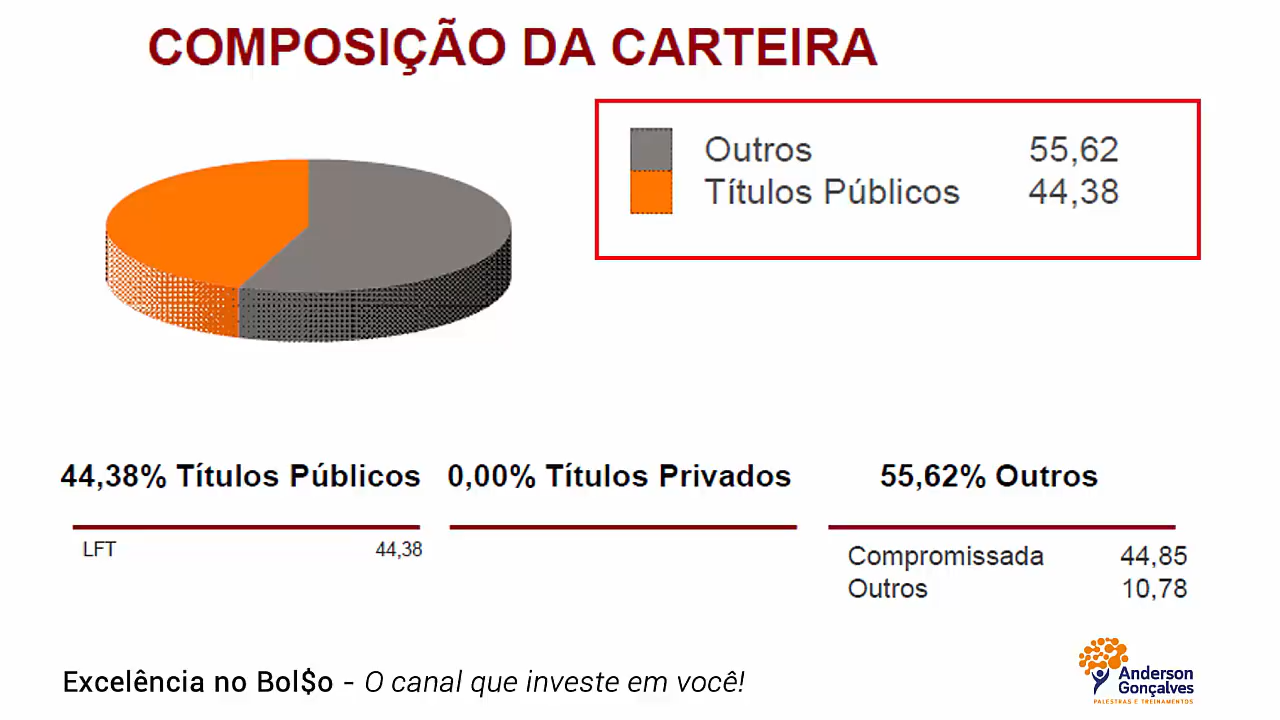 COMPOSIÇÃO DA CARTEIRA
Outros 55,62
Títulos Públicos 44,38
44,38% Títulos Públicos
LFT 44,38
0,00% Títulos Privados
55,62% Outros
Compromissada 44,85
Outros 10,78
Excelência no Bol$o - O canal que investe em você!
Anderson
Gonçalves
PALESTRAS E TREINAMENTOS